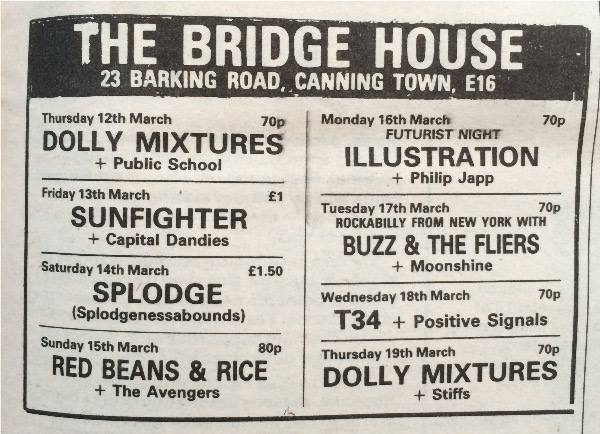 THE BRIDGE HOUSE
23 BARKING ROAD, CANNING TOWN, E16
Thursday 12th March 70p
DOLLY MIXTURES
+ Public School
Friday 13th March £1
SUNFIGHTER
+ Capital Dandies
Saturday 14th March £1.50
SPLODGE
(Splodgenessabounds)
Sunday 15th March 80p
RED BEANS & RICE
+ The Avengers
Monday 16th March 70p
FUTURIST NIGHT
ILLUSTRATION
+ Philip Japp
Tuesday 17th March 70p
ROCKABILLY FROM NEW YORK WITH
BUZZ & THE FLIERS
+ Moonshine
Wednesday 18th March 70p
T34 + Positive Signals
Thursday 19th March 70p
DOLLY MIXTURES
+ Stiffs